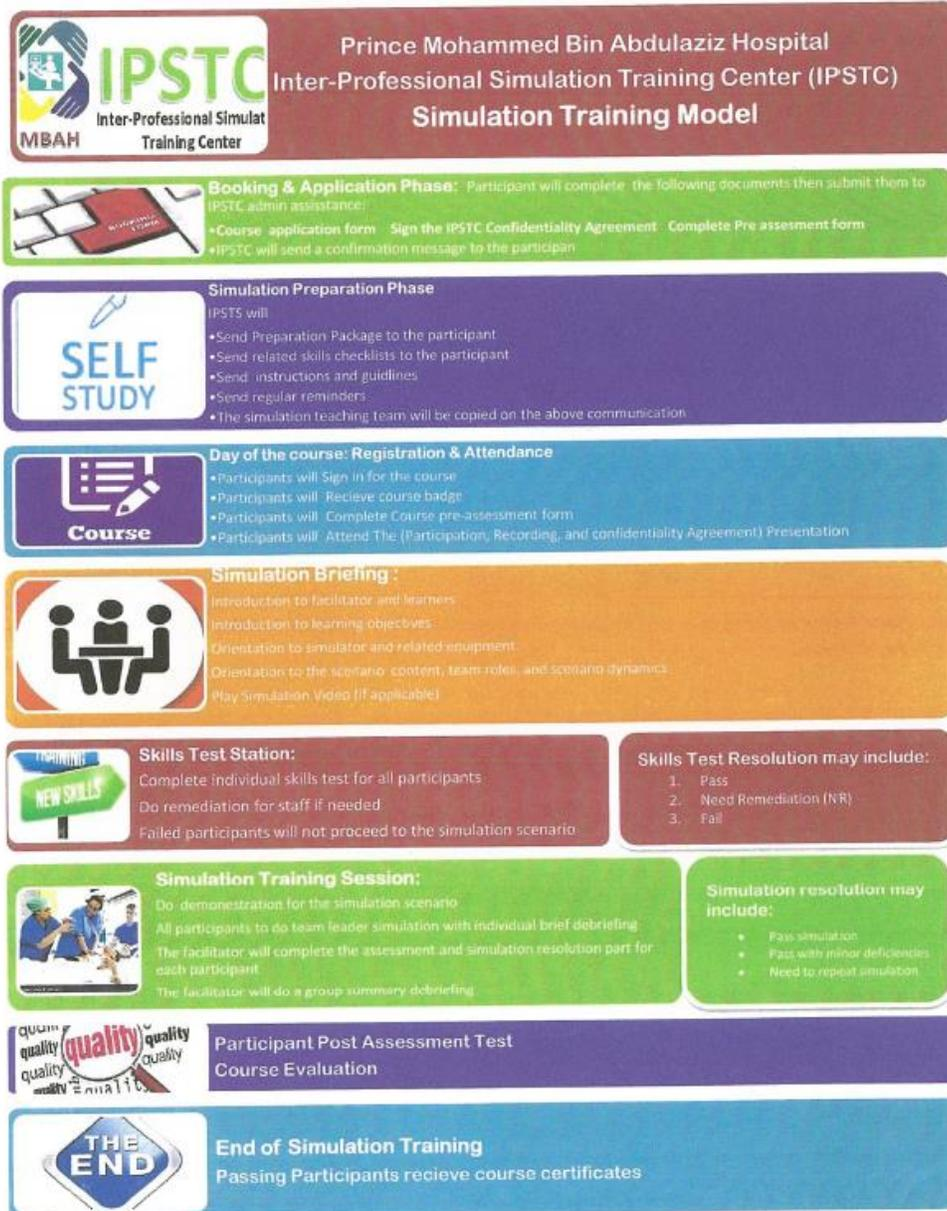 IPSTC
Inter-Professional Simulat
Training Center
MBAH
Prince Mohammed Bin Abdulaziz Hospital
Inter-Professional Simulation Training Center (IPSTC)
Simulation Training Model
BOOKING
FORM
Booking & Application Phase: Participant will complete the following documents then submit them to
IPSTC admin assisstance:
•Course application form Sign the IPSTC Confidentiality Agreement Complete Pre assesment form
•IPSTC will send a confirmation message to the participan
SELF
STUDY
Simulation Preparation Phase
IPSTS will
•Send Preparation Package to the participant
•Send related skills checklists to the participant
•Send instructions and guidlines
•Send regular reminders
•The simulation teaching team will be copied on the above communication
Course
Day of the course: Registration & Attendance
•Participants will Sign in for the course
•Participants will Recieve course badge
•Participants will Complete Course pre-assessment form
•Participants will Attend The (Participation, Recording, and confidentiality Agreement) Presentation
Simulation Briefing :
Introduction to facilitator and learners
Introduction to learning objectives
Orientation to simulator and related equipment
Orientation to the scenario content, team roles, and scenario dynamics
Play Simulation Video (if applicable)
TRAINING
NEW SKILLS
Skills Test Station:
Complete individual skills test for all participants
Do remediation for staff if needed
Failed participants will not proceed to the simulation scenario
Skills Test Resolution may include:
1. Pass
2. Need Remediation (NR)
3. Fail
Simulation Training Session:
Do demonestration for the simulation scenario
All participants to do team leader simulation with individual brief debriefing
The facilitator will complete the assessment and simulation resolution part for
each participant
The facilitator will do a group summary debriefing
Simulation resolution may
include:
• Pass simulation
• Pass with minor deficiencies
• Need to repeat simulation
quality
quality quality quality
quality quality
quality quality
Participant Post Assessment Test
Course Evaluation
THE
END
End of Simulation Training
Passing Participants recieve course certificates